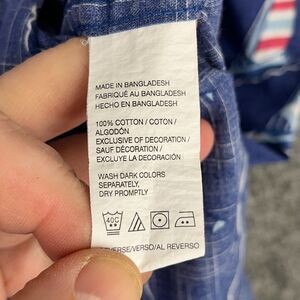 MADE IN BANGLADESH
FABRIQUÉ AU BANGLADESH
HECHO EN BANGLADESH
100% COTTON / COTON /
ALGODÓN
EXCLUSIVE OF DECORATION /
SAUF DÉCORATION /
EXCLUYE LA DECORACIÓN
WASH DARK COLORS
SEPARATELY,
DRY PROMPTLY
40C
REVERSE/VERSO/AL REVERSO